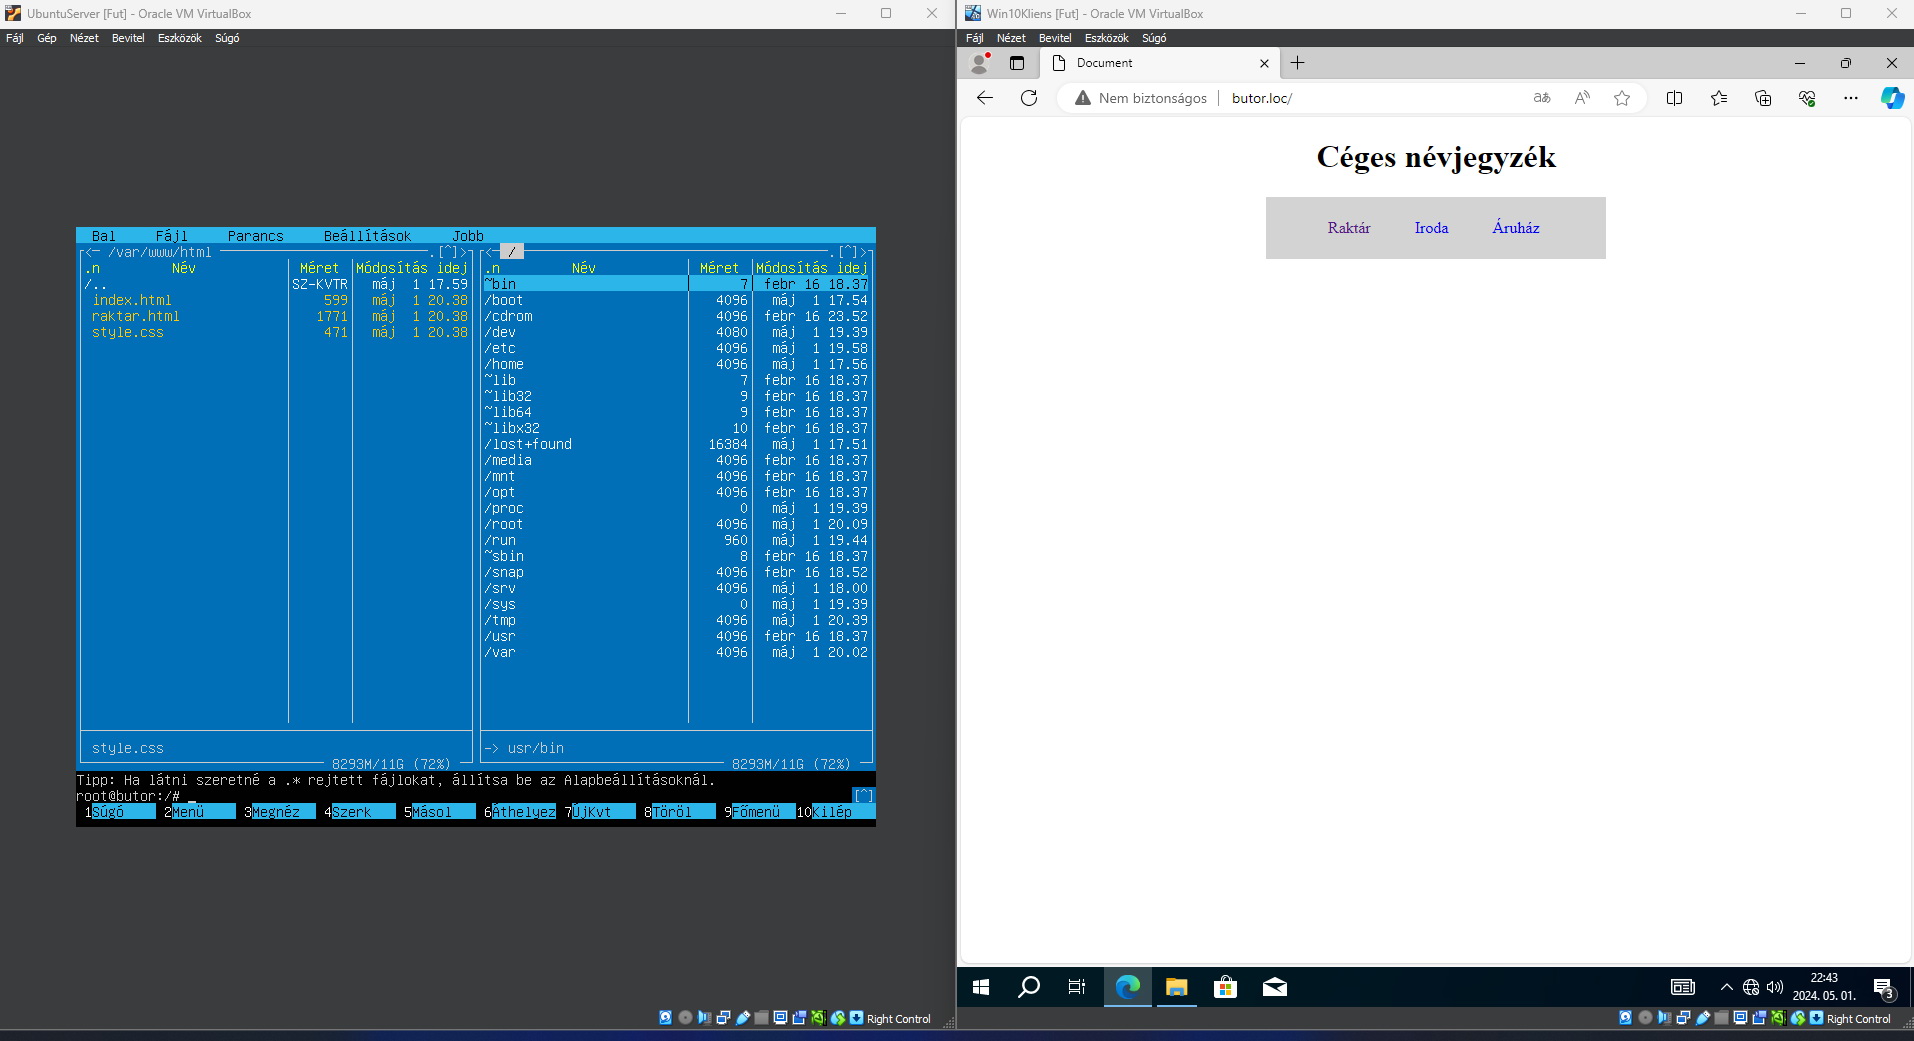 UbuntuServer [Fut] - Oracle VM VirtualBox
Fájl Gép Nézet Bevitel Eszközök Súgó
Bal Fájl Parancs Beállítások Jobb
<─ /var/www/html .[^]>
.n Név Méret Módosítás idej
/.. SZ-KVTR máj 1 17.59
index.html 599 máj 1 20.38
raktar.html 1771 máj 1 20.38
style.css 471 máj 1 20.38
style.css
8293M/11G (72%)
<─ / .[^]>
.n Név Méret Módosítás idej
~bin 7 febr 16 18.37
/boot 4096 máj 1 17.54
/cdrom 4096 febr 16 23.52
/dev 4080 máj 1 19.39
/etc 4096 máj 1 19.58
/home 4096 máj 1 17.56
~lib 7 febr 16 18.37
~lib32 9 febr 16 18.37
~lib64 9 febr 16 18.37
~libx32 10 febr 16 18.37
/lost+found 16384 máj 1 17.51
/media 4096 febr 16 18.37
/mnt 4096 febr 16 18.37
/opt 4096 febr 16 18.37
/proc 0 máj 1 19.39
/root 4096 máj 1 20.09
/run 960 máj 1 19.44
~sbin 8 febr 16 18.37
/snap 4096 febr 16 18.52
/srv 4096 máj 1 18.00
/sys 0 máj 1 19.39
/tmp 4096 máj 1 20.39
/usr 4096 febr 16 18.37
/var 4096 máj 1 20.02
-> usr/bin
8293M/11G (72%)
Tipp: Ha látni szeretné a .* rejtett fájlokat, állítsa be az Alapbeállításoknál.
root@butor:/# _ [^]
1Súgó 2Menü 3Megnéz 4Szerk 5Másol 6Áthelyez 7ÚjKvt 8Töröl 9Főmenü 10Kilép
Right Control
Win10Kliens [Fut] - Oracle VM VirtualBox
Fájl Nézet Bevitel Eszközök Súgó
Document
Nem biztonságos butor.loc/
Céges névjegyzék
Raktár Iroda Áruház
22:43
2024. 05. 01.
3
Right Control